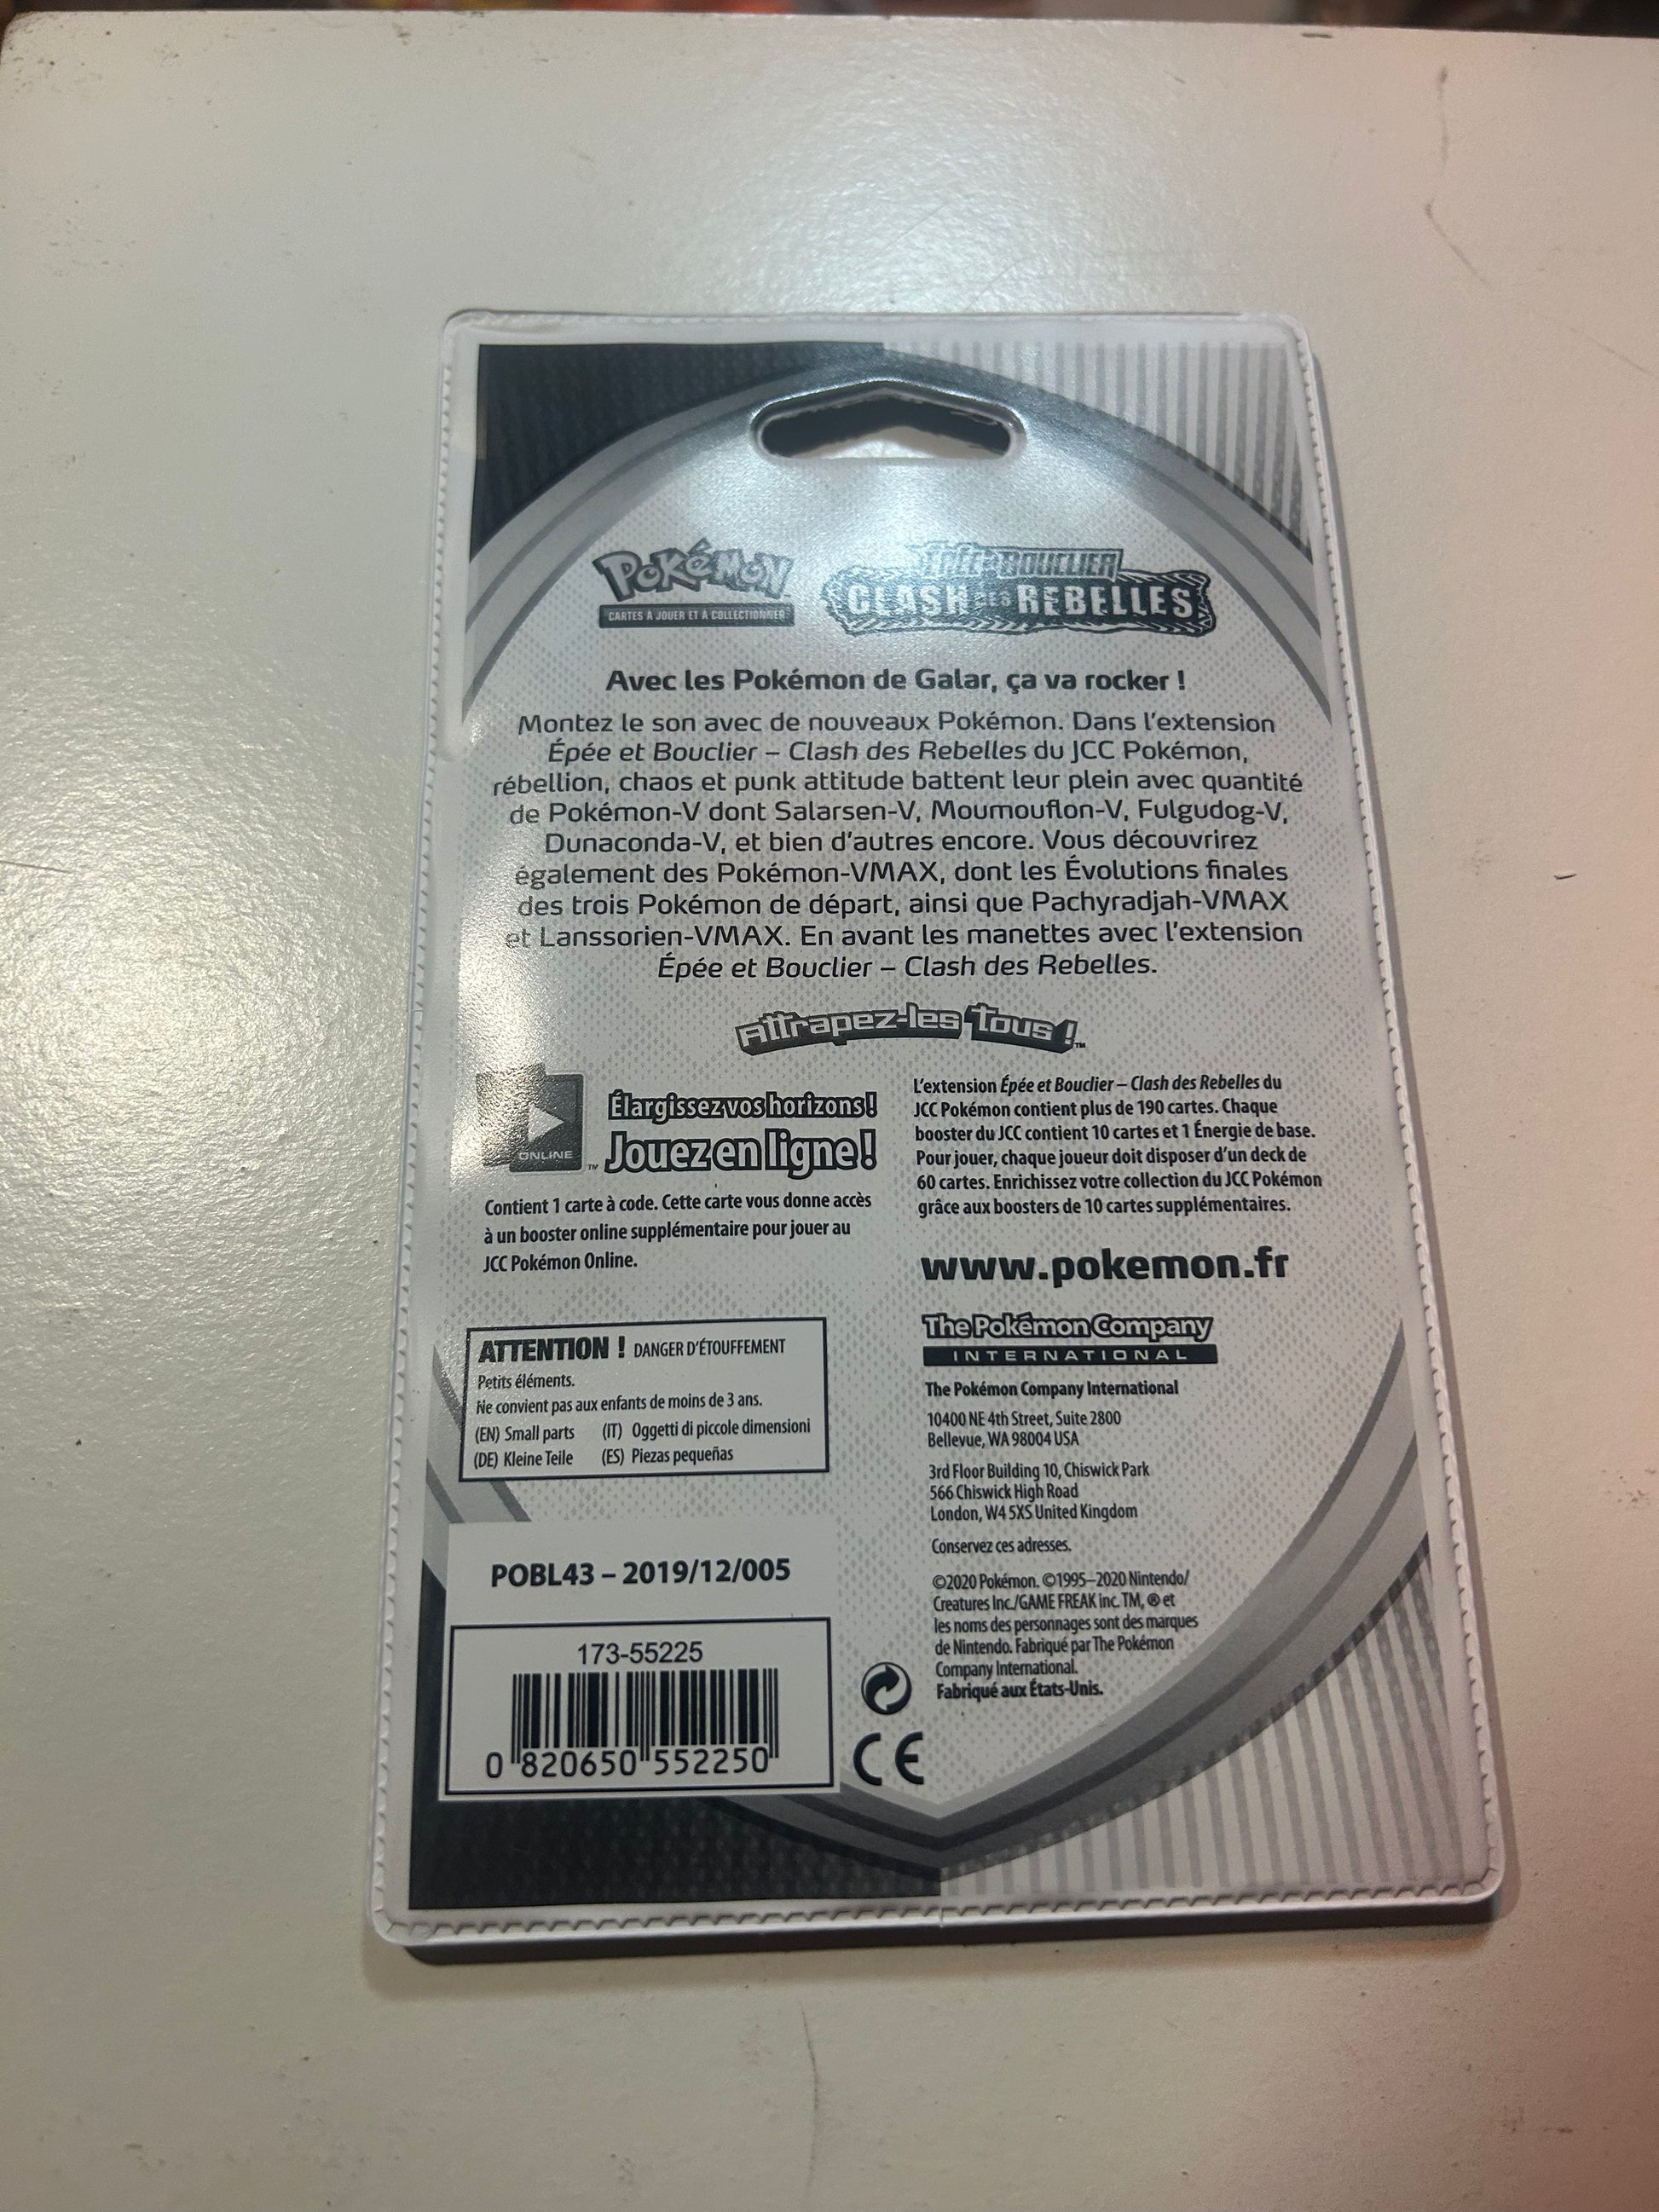 Pokémon
CARTES À JOUER ET À COLLECTIONNER
ÉPÉE ET BOUCLIER
CLASH DES REBELLES
Avec les Pokémon de Galar, ça va rocker !
Montez le son avec de nouveaux Pokémon. Dans l'extension
Épée et Bouclier – Clash des Rebelles du JCC Pokémon,
rébellion, chaos et punk attitude battent leur plein avec quantité
de Pokémon-V dont Salarsen-V, Moumouflon-V, Fulgudog-V,
Dunaconda-V, et bien d'autres encore. Vous découvrirez
également des Pokémon-VMAX, dont les Évolutions finales
des trois Pokémon de départ, ainsi que Pachyradjah-VMAX
et Lanssorien-VMAX. En avant les manettes avec l'extension
Épée et Bouclier – Clash des Rebelles.
Attrapez-les Tous !™
ONLINE ™
Élargissez vos horizons !
Jouez en ligne !
Contient 1 carte à code. Cette carte vous donne accès
à un booster online supplémentaire pour jouer au
JCC Pokémon Online.
L'extension Épée et Bouclier – Clash des Rebelles du
JCC Pokémon contient plus de 190 cartes. Chaque
booster du JCC contient 10 cartes et 1 Énergie de base.
Pour jouer, chaque joueur doit disposer d'un deck de
60 cartes. Enrichissez votre collection du JCC Pokémon
grâce aux boosters de 10 cartes supplémentaires.
www.pokemon.fr
ATTENTION ! DANGER D'ÉTOUFFEMENT
Petits éléments.
Ne convient pas aux enfants de moins de 3 ans.
(EN) Small parts (IT) Oggetti di piccole dimensioni
(DE) Kleine Teile (ES) Piezas pequeñas
The Pokémon Company
INTERNATIONAL
The Pokémon Company International
10400 NE 4th Street, Suite 2800
Bellevue, WA 98004 USA
3rd Floor Building 10, Chiswick Park
566 Chiswick High Road
London, W4 5XS United Kingdom
Conservez ces adresses.
©2020 Pokémon. ©1995–2020 Nintendo/
Creatures Inc./GAME FREAK inc. TM, ® et
les noms des personnages sont des marques
de Nintendo. Fabriqué par The Pokémon
Company International.
Fabriqué aux États-Unis.
POBL43 – 2019/12/005
173-55225
0 820650 552250
CE